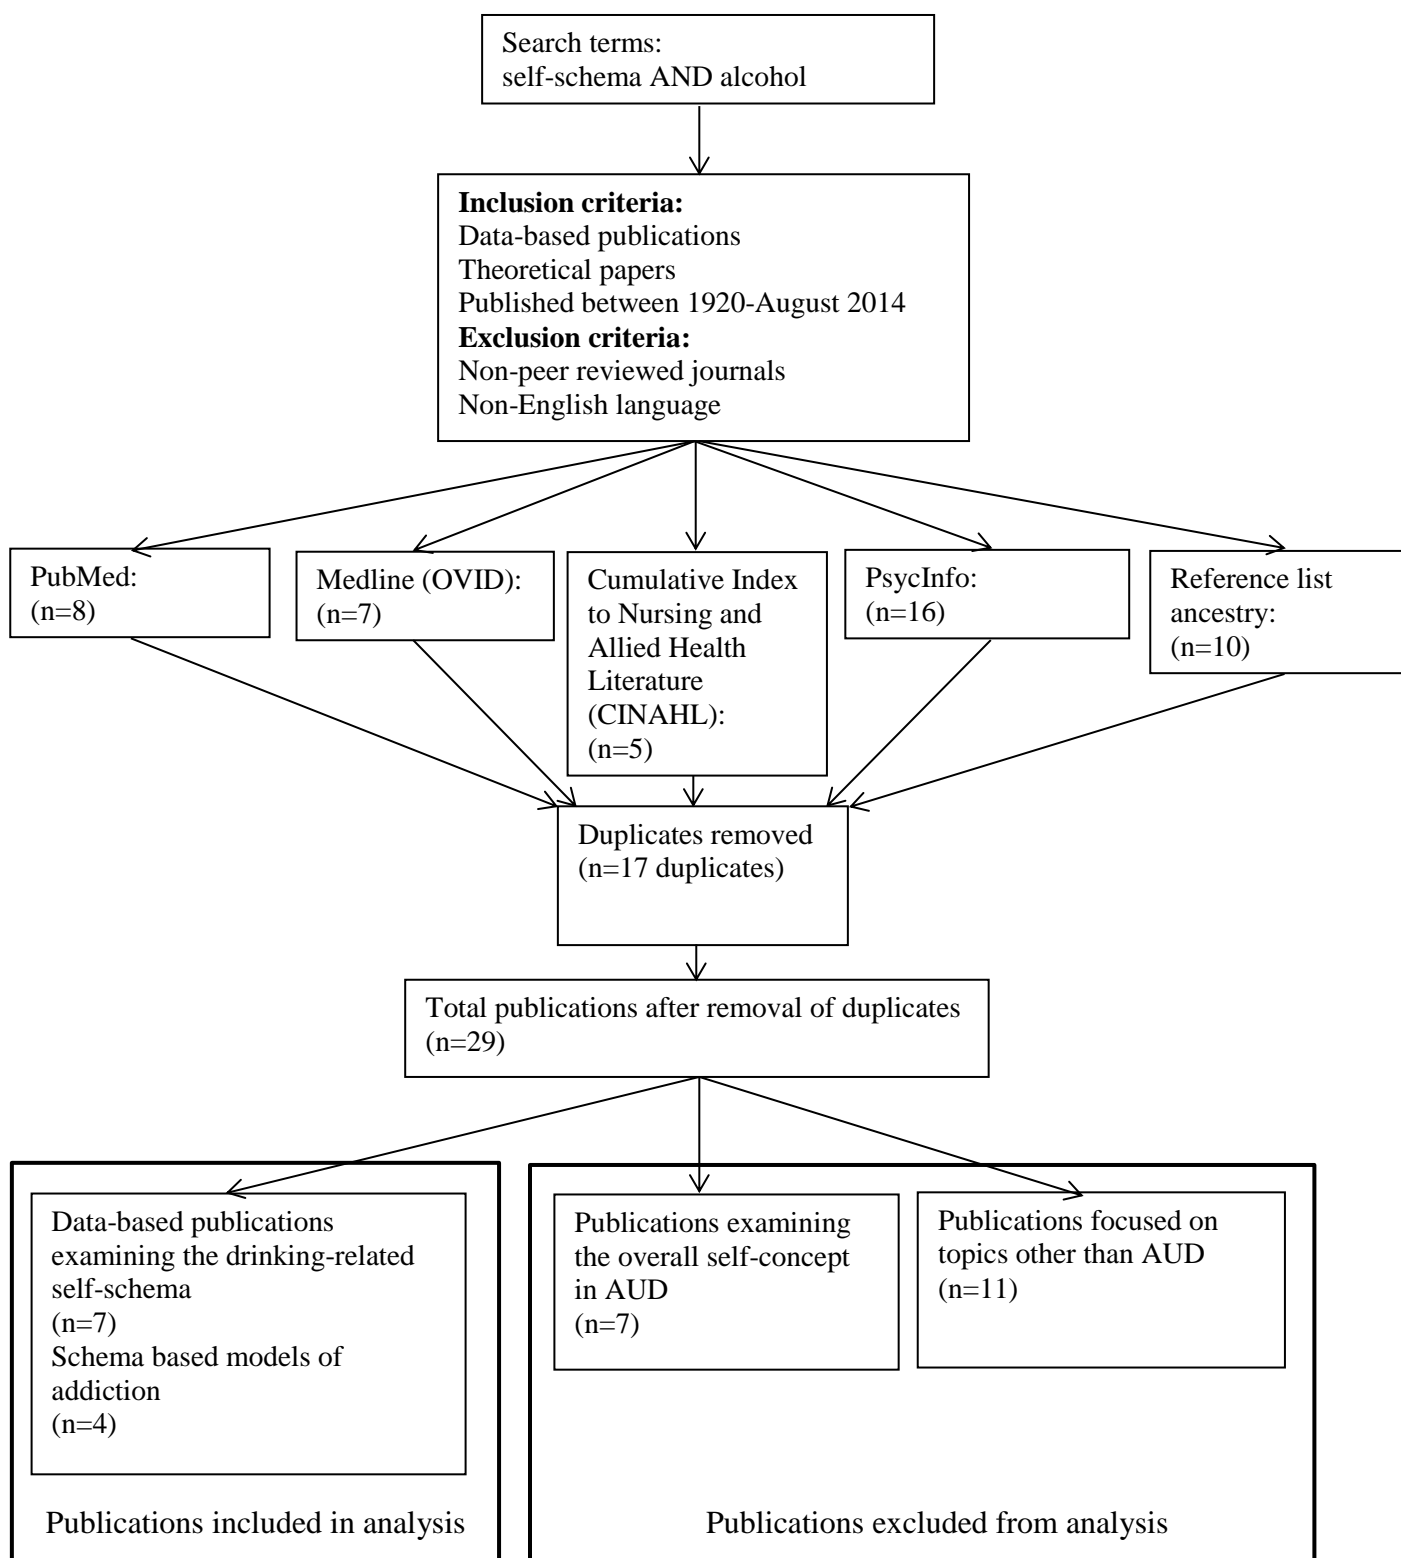 Search terms:
self-schema AND alcohol
Inclusion criteria:
Data-based publications
Theoretical papers
Published between 1920-August 2014
Exclusion criteria:
Non-peer reviewed journals
Non-English language
PubMed:
(n=8)
Medline (OVID):
(n=7)
Cumulative Index
to Nursing and
Allied Health
Literature
(CINAHL):
(n=5)
PsycInfo:
(n=16)
Reference list
ancestry:
(n=10)
Duplicates removed
(n=17 duplicates)
Total publications after removal of duplicates
(n=29)
Data-based publications
examining the drinking-related
self-schema
(n=7)
Schema based models of
addiction
(n=4)
Publications included in analysis
Publications examining
the overall self-concept
in AUD
(n=7)
Publications focused on
topics other than AUD
(n=11)
Publications excluded from analysis